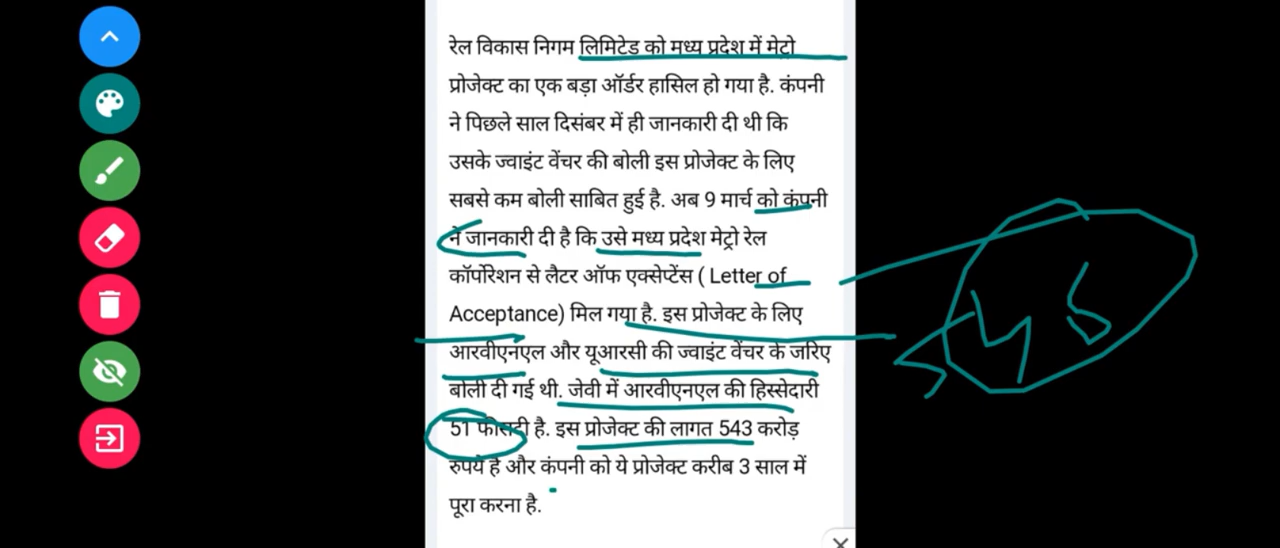 रेल विकास निगम लिमिटेड को मध्य प्रदेश में मेट्रो
प्रोजेक्ट का एक बड़ा ऑर्डर हासिल हो गया है. कंपनी
ने पिछले साल दिसंबर में ही जानकारी दी थी कि
उसके ज्वाइंट वेंचर की बोली इस प्रोजेक्ट के लिए
सबसे कम बोली साबित हुई है. अब 9 मार्च को कंपनी
ने जानकारी दी है कि उसे मध्य प्रदेश मेट्रो रेल
कॉर्पोरेशन से लैटर ऑफ एक्सेप्टेंस ( Letter of
Acceptance) मिल गया है. इस प्रोजेक्ट के लिए
आरवीएनएल और यूआरसी की ज्वाइंट वेंचर के जरिए
बोली दी गई थी. जेवी में आरवीएनएल की हिस्सेदारी
51 फीसदी है. इस प्रोजेक्ट की लागत 543 करोड़
रुपये है और कंपनी को ये प्रोजेक्ट करीब 3 साल में
पूरा करना है.